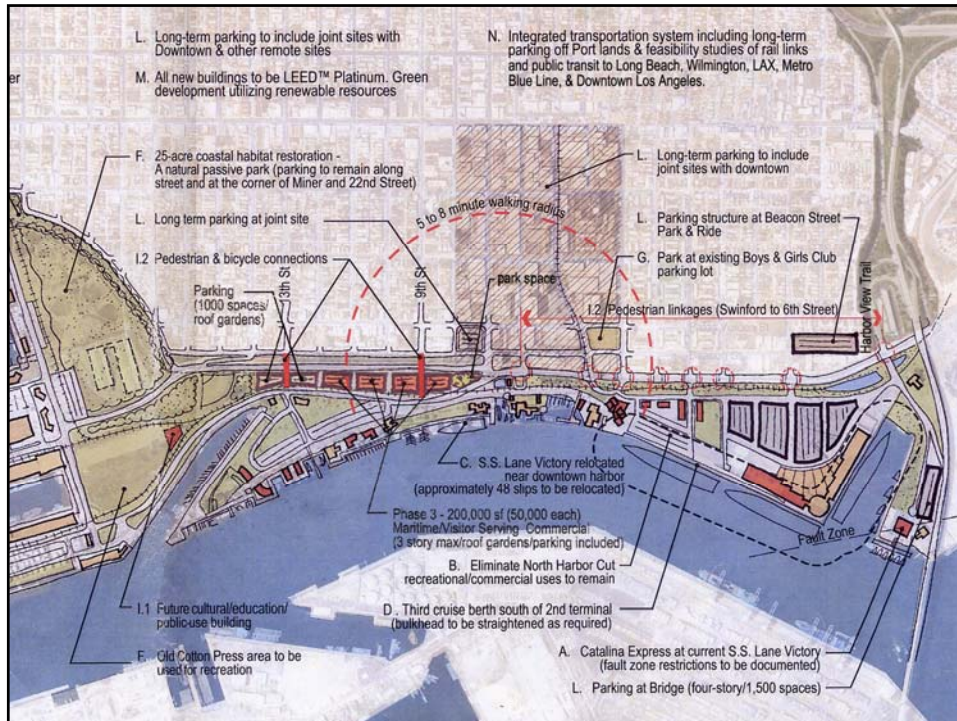 L. Long-term parking to include joint sites with
Downtown & other remote sites
M. All new buildings to be LEED™ Platinum. Green
development utilizing renewable resources
N. Integrated transportation system including long-term
parking off Port lands & feasibility studies of rail links
and public transit to Long Beach, Wilmington, LAX, Metro
Blue Line, & Downtown Los Angeles.
er
F. 25-acre coastal habitat restoration -
A natural passive park (parking to remain along
street and at the corner of Miner and 22nd Street)
L. Long-term parking to include
joint sites with downtown
5 to 8 minute walking radius
L. Long term parking at joint site
L. Parking structure at Beacon Street
Park & Ride
I.2 Pedestrian & bicycle connections
G. Park at existing Boys & Girls Club
parking lot
Parking
(1000 spaces/
roof gardens)
13th St
9th St
park space
I.2 Pedestrian linkages (Swinford to 6th Street)
Harbor View Trail
C. S.S. Lane Victory relocated
near downtown harbor
(approximately 48 slips to be relocated)
Phase 3 - 200,000 sf (50,000 each)
Maritime/Visitor Serving Commercial
(3 story max/roof gardens/parking included)
Fault Zone
B. Eliminate North Harbor Cut
recreational/commercial uses to remain
I.1 Future cultural/education/
public-use building
D. Third cruise berth south of 2nd terminal
(bulkhead to be straightened as required)
F. Old Cotton Press area to be
used for recreation
A. Catalina Express at current S.S. Lane Victory
(fault zone restrictions to be documented)
L. Parking at Bridge (four-story/1,500 spaces)